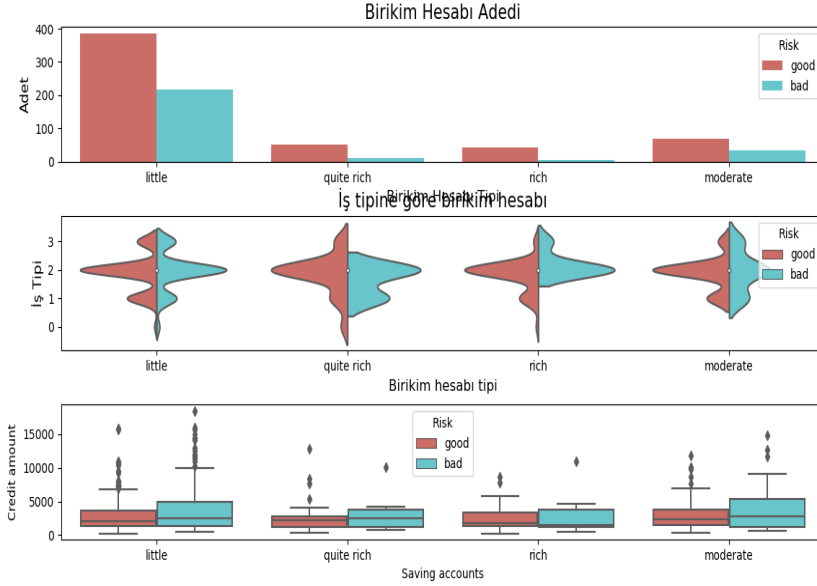 Birikim Hesabı Adedi
400
300
200
100
0
Adet
Risk
good
bad
little quite rich rich moderate
Birikim Hesabı Tipi
İş tipine göre birikim hesabı
3
2
1
0
İş Tipi
Risk
good
bad
little quite rich rich moderate
Birikim hesabı tipi
15000
10000
5000
0
Credit amount
Risk
good
bad
little quite rich rich moderate
Saving accounts